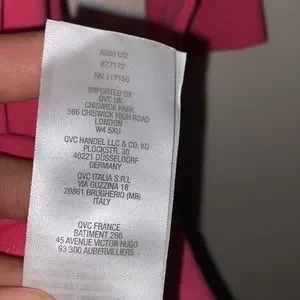 677172
RN 117150
IMPORTED BY:
QVC UK
CHISWICK PARK
566 CHISWICK HIGH ROAD
LONDON
W4 5XU
QVC HANDEL LLC & CO. KG
PLOCKSTR. 30
40221 DÜSSELDORF
GERMANY
QVC ITALIA S.R.L
VIA GUZZINA 18
20861 BRUGHERIO (MB)
ITALY
QVC FRANCE
BATIMENT 266
45 AVENUE VICTOR HUGO
93 300 AUBERVILLIERS